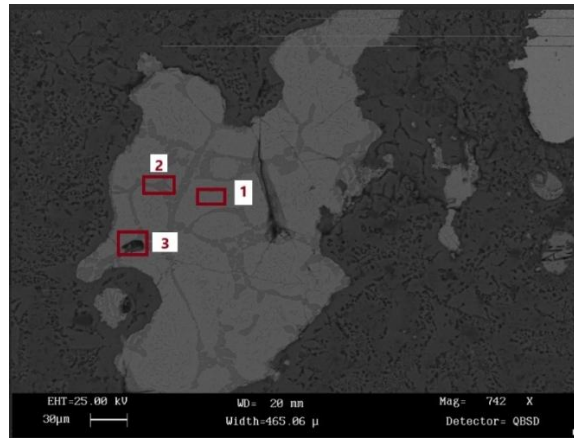 2
1
3
EHT=25.00 kV
WD= 20 mm
Mag= 742 X
30µm
Width=465.06 µ
Detector= QBSD